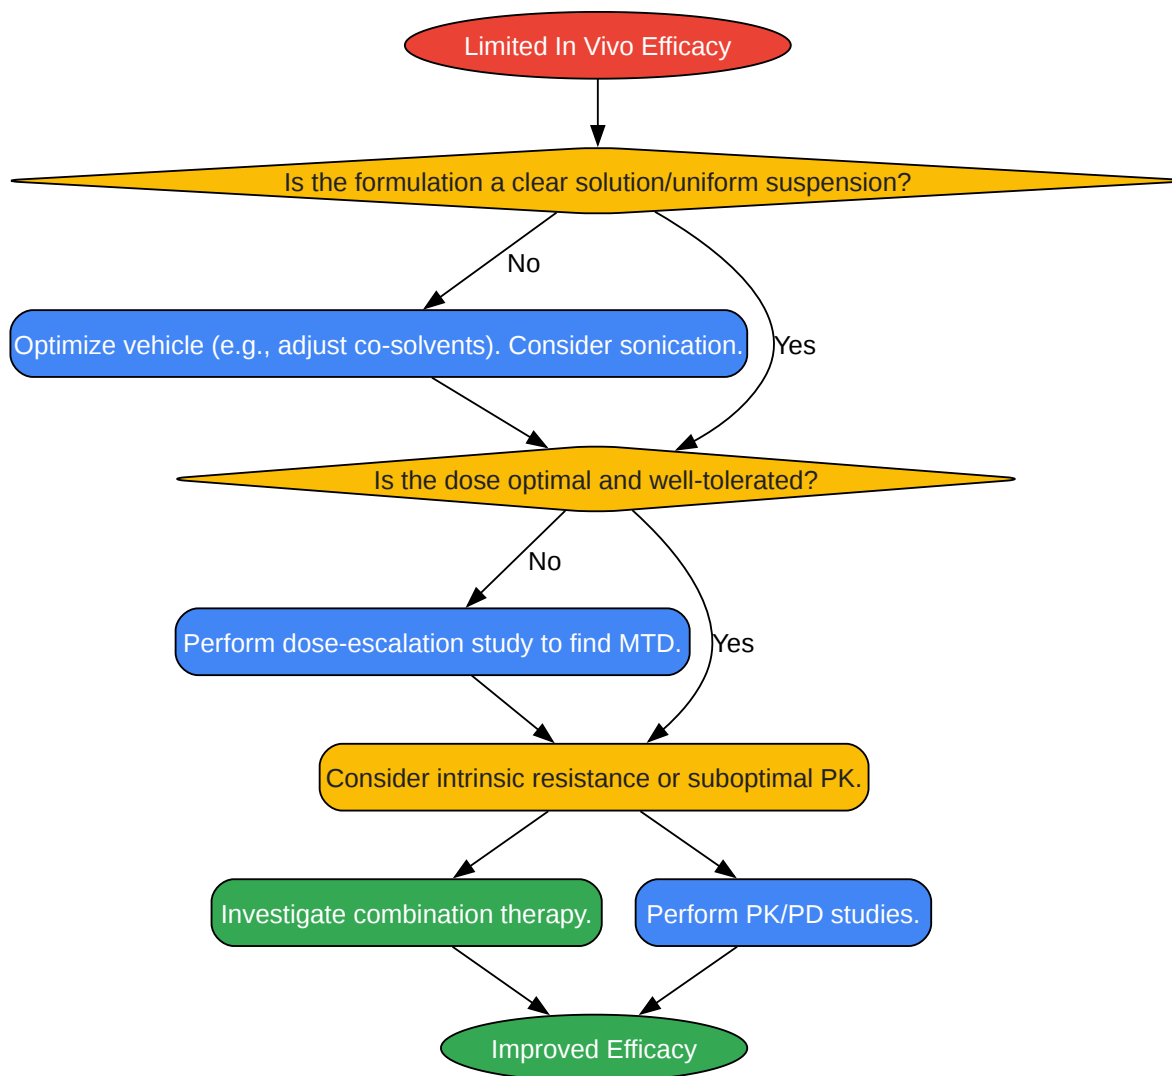 Limited In Vivo Efficacy
Is the formulation a clear solution/uniform suspension?
No
Optimize vehicle (e.g., adjust co-solvents). Consider sonication.
Yes
Is the dose optimal and well-tolerated?
No
Perform dose-escalation study to find MTD.
Yes
Consider intrinsic resistance or suboptimal PK.
Investigate combination therapy.
Perform PK/PD studies.
Improved Efficacy